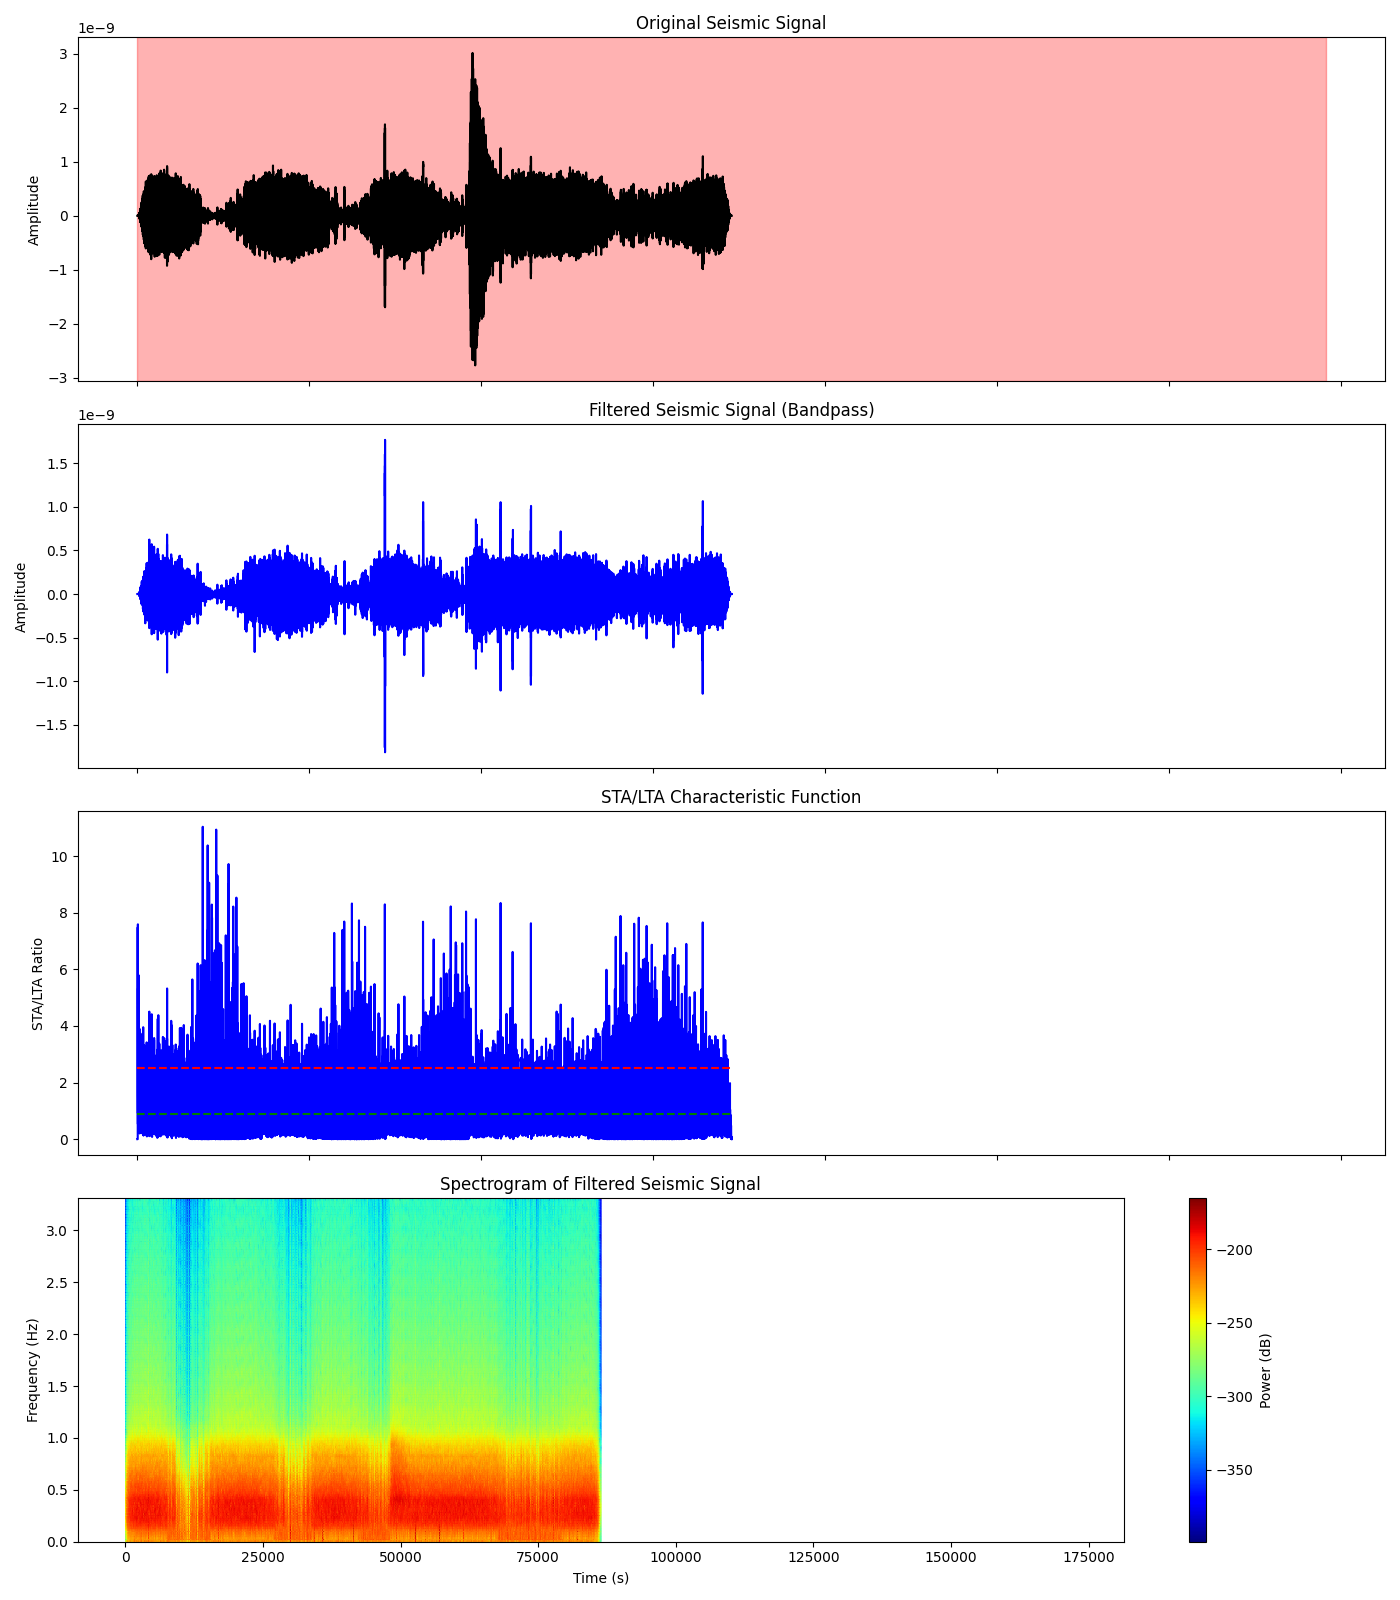 Original Seismic Signal
1e−9
3
2
1
0
−1
−2
−3
Amplitude
Filtered Seismic Signal (Bandpass)
1e−9
1.5
1.0
0.5
0.0
−0.5
−1.0
−1.5
Amplitude
STA/LTA Characteristic Function
10
8
6
4
2
0
STA/LTA Ratio
Spectrogram of Filtered Seismic Signal
3.0
2.5
2.0
1.5
1.0
0.5
0.0
Frequency (Hz)
0 25000 50000 75000 100000 125000 150000 175000
Time (s)
−200
−250
−300
−350
Power (dB)